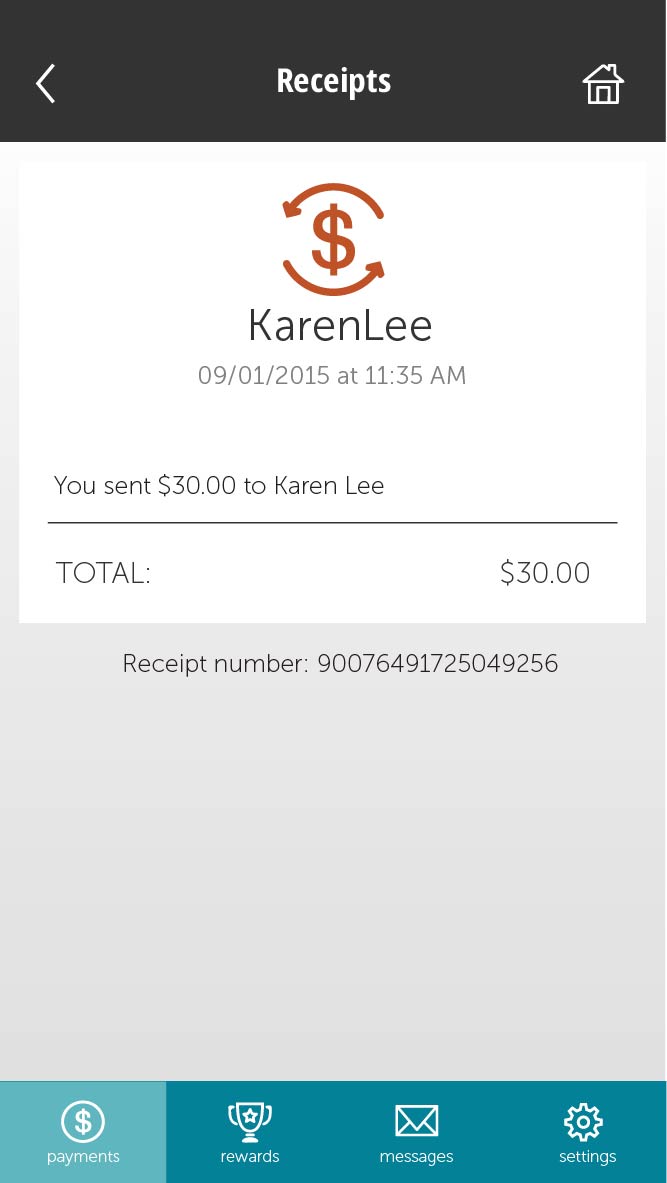 Receipts
$
KarenLee
09/01/2015 at 11:35 AM
You sent $30.00 to Karen Lee
TOTAL: $30.00
Receipt number: 90076491725049256
$
payments rewards messages settings